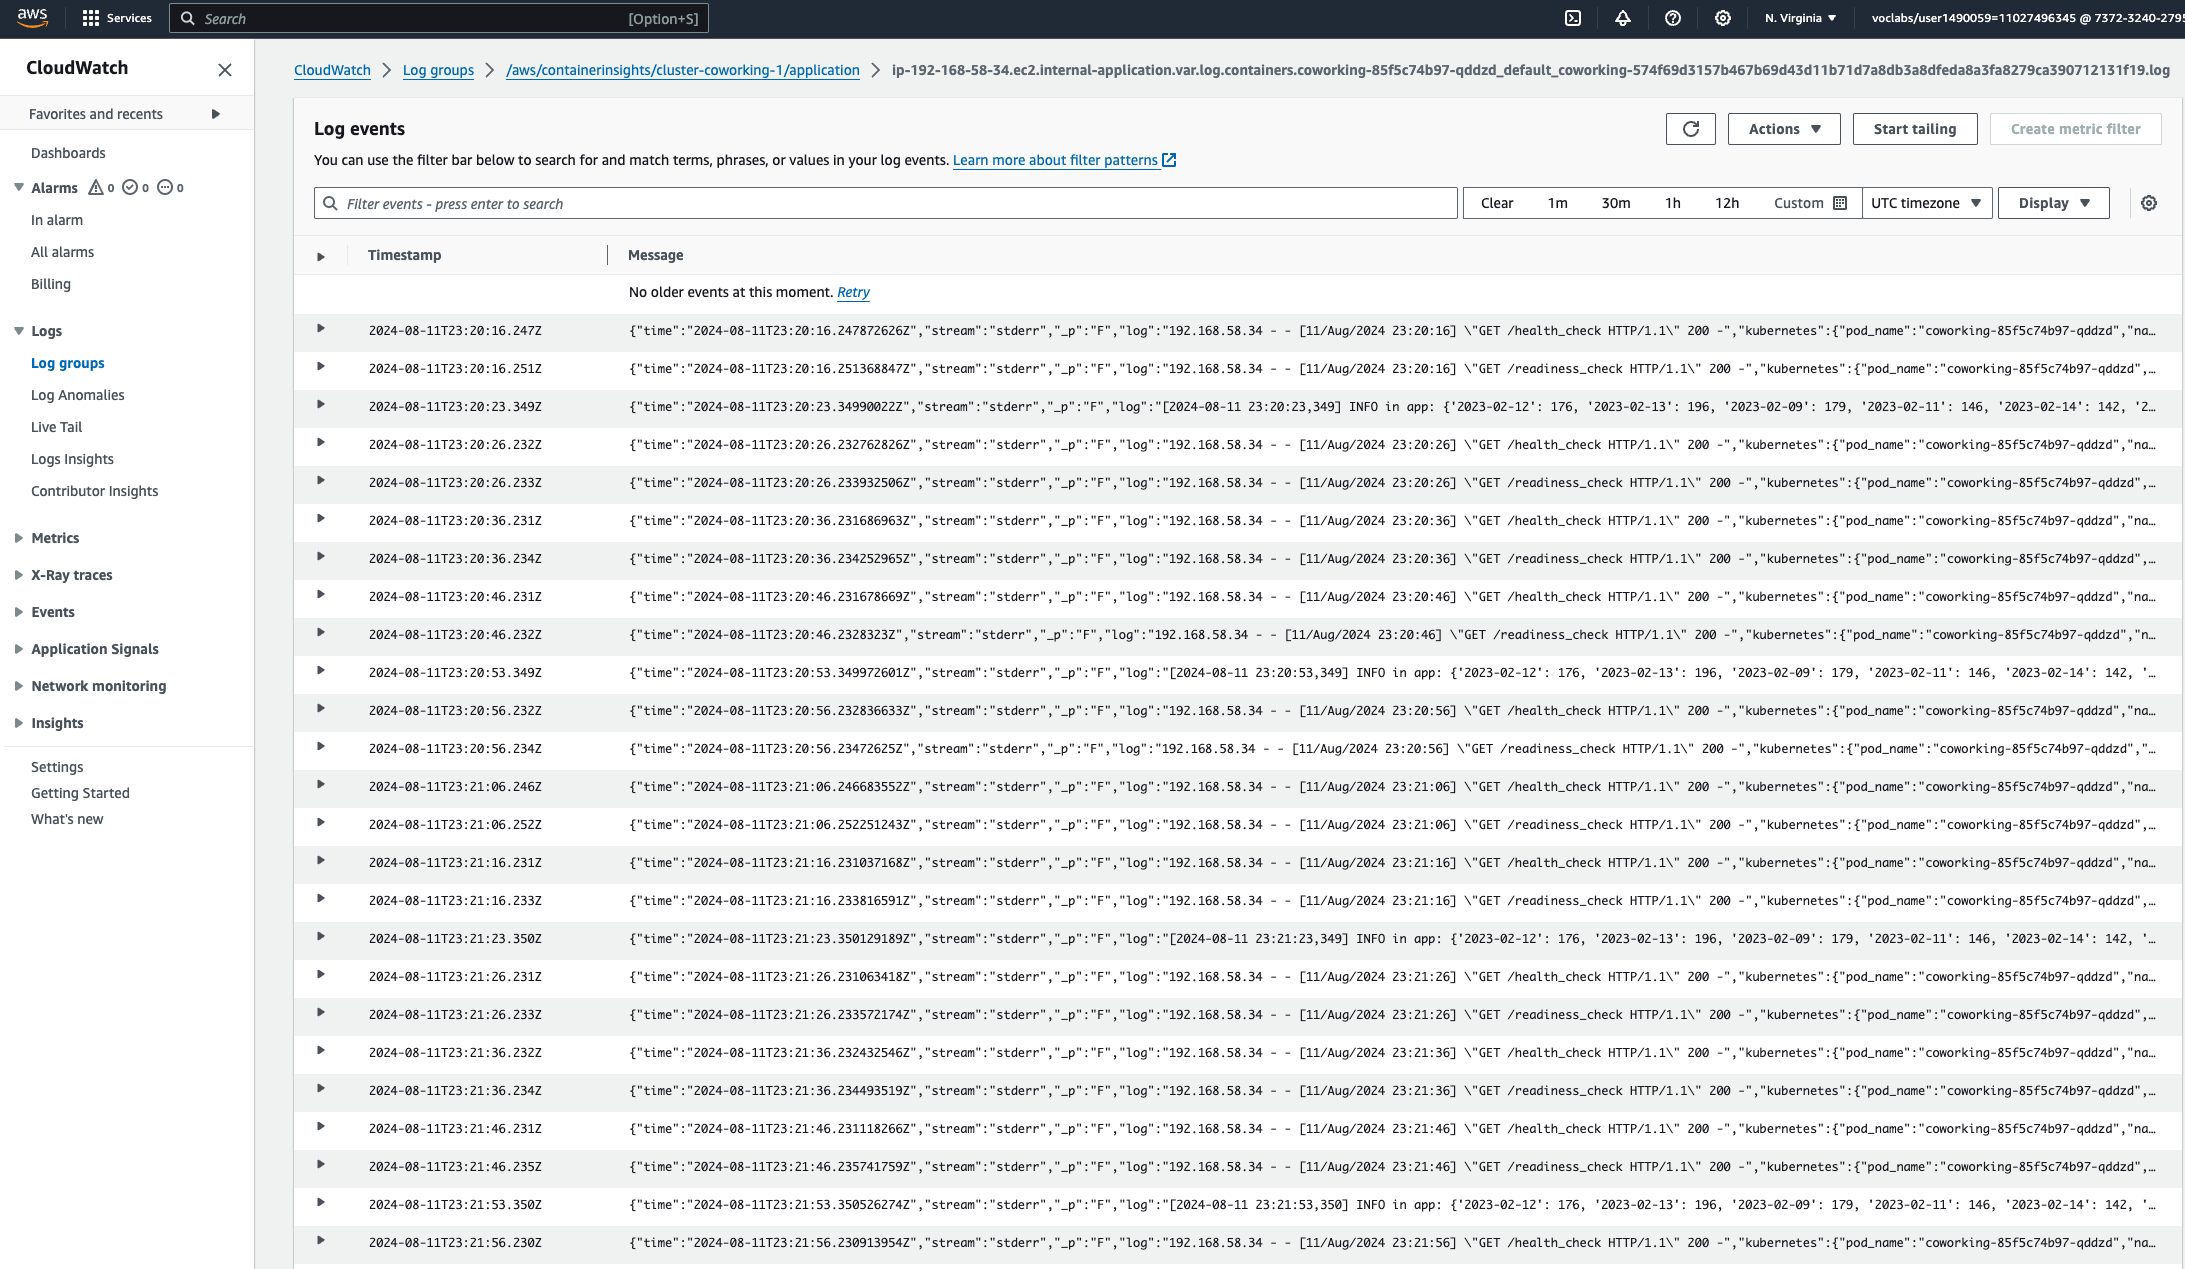 aws
Services
Search [Option+S]
N. Virginia
voclabs/user1490059=11027496345 @ 7372-3240-2795
CloudWatch
Favorites and recents
Dashboards
Alarms 0 0 0
In alarm
All alarms
Billing
Logs
Log groups
Log Anomalies
Live Tail
Logs Insights
Contributor Insights
Metrics
X-Ray traces
Events
Application Signals
Network monitoring
Insights
Settings
Getting Started
What's new
CloudWatch > Log groups > /aws/containerinsights/cluster-coworking-1/application > ip-192-168-58-34.ec2.internal-application.var.log.containers.coworking-85f5c74b97-qddzd_default_coworking-574f69d3157b467b69d43d11b71d7a8db3a8dfeda8a3fa8279ca390712131f19.log
Log events
Actions
Start tailing
Create metric filter
You can use the filter bar below to search for and match terms, phrases, or values in your log events. Learn more about filter patterns
Filter events - press enter to search
Clear 1m 30m 1h 12h Custom UTC timezone Display
Timestamp Message
No older events at this moment. Retry
2024-08-11T23:20:16.247Z {"time":"2024-08-11T23:20:16.247872626Z","stream":"stderr","_p":"F","log":"192.168.58.34 - - [11/Aug/2024 23:20:16] \"GET /health_check HTTP/1.1\" 200 -","kubernetes":{"pod_name":"coworking-85f5c74b97-qddzd","na…
2024-08-11T23:20:16.251Z {"time":"2024-08-11T23:20:16.251368847Z","stream":"stderr","_p":"F","log":"192.168.58.34 - - [11/Aug/2024 23:20:16] \"GET /readiness_check HTTP/1.1\" 200 -","kubernetes":{"pod_name":"coworking-85f5c74b97-qddzd",…
2024-08-11T23:20:23.349Z {"time":"2024-08-11T23:20:23.34990022Z","stream":"stderr","_p":"F","log":"[2024-08-11 23:20:23,349] INFO in app: {'2023-02-12': 176, '2023-02-13': 196, '2023-02-09': 179, '2023-02-11': 146, '2023-02-14': 142, '2…
2024-08-11T23:20:26.232Z {"time":"2024-08-11T23:20:26.232762826Z","stream":"stderr","_p":"F","log":"192.168.58.34 - - [11/Aug/2024 23:20:26] \"GET /health_check HTTP/1.1\" 200 -","kubernetes":{"pod_name":"coworking-85f5c74b97-qddzd","na…
2024-08-11T23:20:26.233Z {"time":"2024-08-11T23:20:26.233932506Z","stream":"stderr","_p":"F","log":"192.168.58.34 - - [11/Aug/2024 23:20:26] \"GET /readiness_check HTTP/1.1\" 200 -","kubernetes":{"pod_name":"coworking-85f5c74b97-qddzd",…
2024-08-11T23:20:36.231Z {"time":"2024-08-11T23:20:36.231686963Z","stream":"stderr","_p":"F","log":"192.168.58.34 - - [11/Aug/2024 23:20:36] \"GET /health_check HTTP/1.1\" 200 -","kubernetes":{"pod_name":"coworking-85f5c74b97-qddzd","na…
2024-08-11T23:20:36.234Z {"time":"2024-08-11T23:20:36.234252965Z","stream":"stderr","_p":"F","log":"192.168.58.34 - - [11/Aug/2024 23:20:36] \"GET /readiness_check HTTP/1.1\" 200 -","kubernetes":{"pod_name":"coworking-85f5c74b97-qddzd",…
2024-08-11T23:20:46.231Z {"time":"2024-08-11T23:20:46.231678669Z","stream":"stderr","_p":"F","log":"192.168.58.34 - - [11/Aug/2024 23:20:46] \"GET /health_check HTTP/1.1\" 200 -","kubernetes":{"pod_name":"coworking-85f5c74b97-qddzd","na…
2024-08-11T23:20:46.232Z {"time":"2024-08-11T23:20:46.2328323Z","stream":"stderr","_p":"F","log":"192.168.58.34 - - [11/Aug/2024 23:20:46] \"GET /readiness_check HTTP/1.1\" 200 -","kubernetes":{"pod_name":"coworking-85f5c74b97-qddzd","n…
2024-08-11T23:20:53.349Z {"time":"2024-08-11T23:20:53.349972601Z","stream":"stderr","_p":"F","log":"[2024-08-11 23:20:53,349] INFO in app: {'2023-02-12': 176, '2023-02-13': 196, '2023-02-09': 179, '2023-02-11': 146, '2023-02-14': 142, '…
2024-08-11T23:20:56.232Z {"time":"2024-08-11T23:20:56.232836633Z","stream":"stderr","_p":"F","log":"192.168.58.34 - - [11/Aug/2024 23:20:56] \"GET /health_check HTTP/1.1\" 200 -","kubernetes":{"pod_name":"coworking-85f5c74b97-qddzd","na…
2024-08-11T23:20:56.234Z {"time":"2024-08-11T23:20:56.23472625Z","stream":"stderr","_p":"F","log":"192.168.58.34 - - [11/Aug/2024 23:20:56] \"GET /readiness_check HTTP/1.1\" 200 -","kubernetes":{"pod_name":"coworking-85f5c74b97-qddzd","…
2024-08-11T23:21:06.246Z {"time":"2024-08-11T23:21:06.246683552Z","stream":"stderr","_p":"F","log":"192.168.58.34 - - [11/Aug/2024 23:21:06] \"GET /health_check HTTP/1.1\" 200 -","kubernetes":{"pod_name":"coworking-85f5c74b97-qddzd","na…
2024-08-11T23:21:06.252Z {"time":"2024-08-11T23:21:06.252251243Z","stream":"stderr","_p":"F","log":"192.168.58.34 - - [11/Aug/2024 23:21:06] \"GET /readiness_check HTTP/1.1\" 200 -","kubernetes":{"pod_name":"coworking-85f5c74b97-qddzd",…
2024-08-11T23:21:16.231Z {"time":"2024-08-11T23:21:16.231037168Z","stream":"stderr","_p":"F","log":"192.168.58.34 - - [11/Aug/2024 23:21:16] \"GET /health_check HTTP/1.1\" 200 -","kubernetes":{"pod_name":"coworking-85f5c74b97-qddzd","na…
2024-08-11T23:21:16.233Z {"time":"2024-08-11T23:21:16.233816591Z","stream":"stderr","_p":"F","log":"192.168.58.34 - - [11/Aug/2024 23:21:16] \"GET /readiness_check HTTP/1.1\" 200 -","kubernetes":{"pod_name":"coworking-85f5c74b97-qddzd",…
2024-08-11T23:21:23.350Z {"time":"2024-08-11T23:21:23.350129189Z","stream":"stderr","_p":"F","log":"[2024-08-11 23:21:23,349] INFO in app: {'2023-02-12': 176, '2023-02-13': 196, '2023-02-09': 179, '2023-02-11': 146, '2023-02-14': 142, '…
2024-08-11T23:21:26.231Z {"time":"2024-08-11T23:21:26.231063418Z","stream":"stderr","_p":"F","log":"192.168.58.34 - - [11/Aug/2024 23:21:26] \"GET /health_check HTTP/1.1\" 200 -","kubernetes":{"pod_name":"coworking-85f5c74b97-qddzd","na…
2024-08-11T23:21:26.233Z {"time":"2024-08-11T23:21:26.233572174Z","stream":"stderr","_p":"F","log":"192.168.58.34 - - [11/Aug/2024 23:21:26] \"GET /readiness_check HTTP/1.1\" 200 -","kubernetes":{"pod_name":"coworking-85f5c74b97-qddzd",…
2024-08-11T23:21:36.232Z {"time":"2024-08-11T23:21:36.232432546Z","stream":"stderr","_p":"F","log":"192.168.58.34 - - [11/Aug/2024 23:21:36] \"GET /health_check HTTP/1.1\" 200 -","kubernetes":{"pod_name":"coworking-85f5c74b97-qddzd","na…
2024-08-11T23:21:36.234Z {"time":"2024-08-11T23:21:36.234493519Z","stream":"stderr","_p":"F","log":"192.168.58.34 - - [11/Aug/2024 23:21:36] \"GET /readiness_check HTTP/1.1\" 200 -","kubernetes":{"pod_name":"coworking-85f5c74b97-qddzd",…
2024-08-11T23:21:46.231Z {"time":"2024-08-11T23:21:46.231118266Z","stream":"stderr","_p":"F","log":"192.168.58.34 - - [11/Aug/2024 23:21:46] \"GET /health_check HTTP/1.1\" 200 -","kubernetes":{"pod_name":"coworking-85f5c74b97-qddzd","na…
2024-08-11T23:21:46.235Z {"time":"2024-08-11T23:21:46.235741759Z","stream":"stderr","_p":"F","log":"192.168.58.34 - - [11/Aug/2024 23:21:46] \"GET /readiness_check HTTP/1.1\" 200 -","kubernetes":{"pod_name":"coworking-85f5c74b97-qddzd",…
2024-08-11T23:21:53.350Z {"time":"2024-08-11T23:21:53.350526274Z","stream":"stderr","_p":"F","log":"[2024-08-11 23:21:53,350] INFO in app: {'2023-02-12': 176, '2023-02-13': 196, '2023-02-09': 179, '2023-02-11': 146, '2023-02-14': 142, '…
2024-08-11T23:21:56.230Z {"time":"2024-08-11T23:21:56.230913954Z","stream":"stderr","_p":"F","log":"192.168.58.34 - - [11/Aug/2024 23:21:56] \"GET /health_check HTTP/1.1\" 200 -","kubernetes":{"pod_name":"coworking-85f5c74b97-qddzd","na…